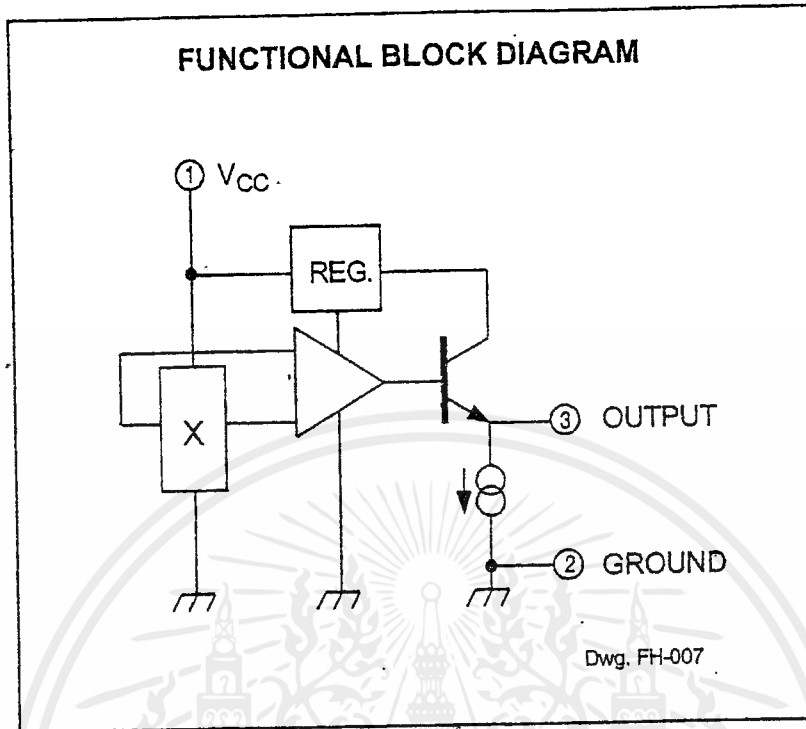 FUNCTIONAL BLOCK DIAGRAM
① VCC
REG.
X
③ OUTPUT
② GROUND
Dwg. FH-007